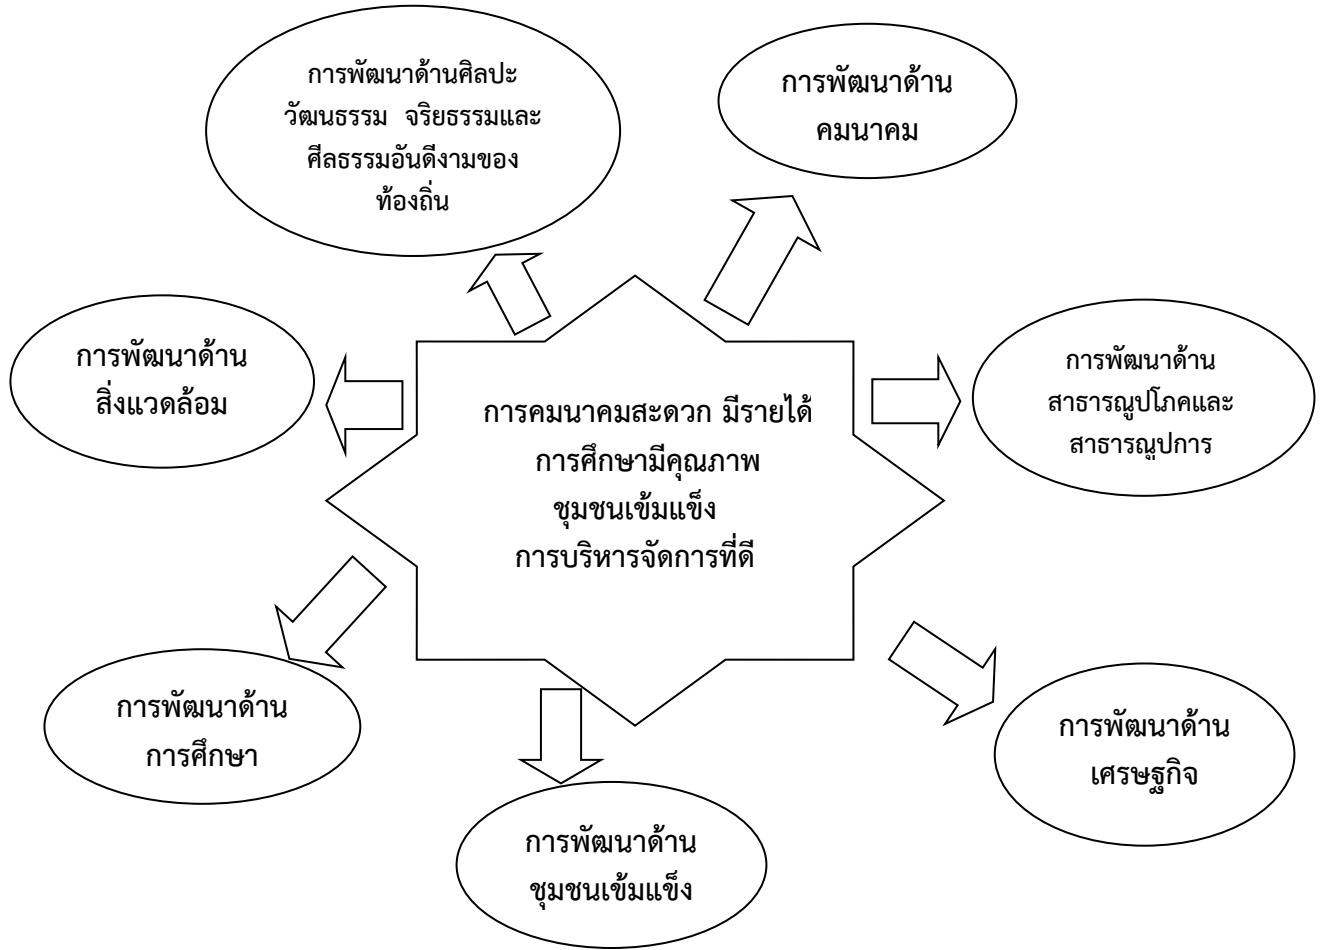 การพัฒนาด้านศิลปะ
วัฒนธรรม จริยธรรมและ
ศีลธรรมอันดีงามของ
ท้องถิ่น
การพัฒนาด้าน
คมนาคม
การพัฒนาด้าน
สิ่งแวดล้อม
การคมนาคมสะดวก มีรายได้
การศึกษามีคุณภาพ
ชุมชนเข้มแข็ง
การบริหารจัดการที่ดี
การพัฒนาด้าน
สาธารณูปโภคและ
สาธารณูปการ
การพัฒนาด้าน
การศึกษา
การพัฒนาด้าน
ชุมชนเข้มแข็ง
การพัฒนาด้าน
เศรษฐกิจ